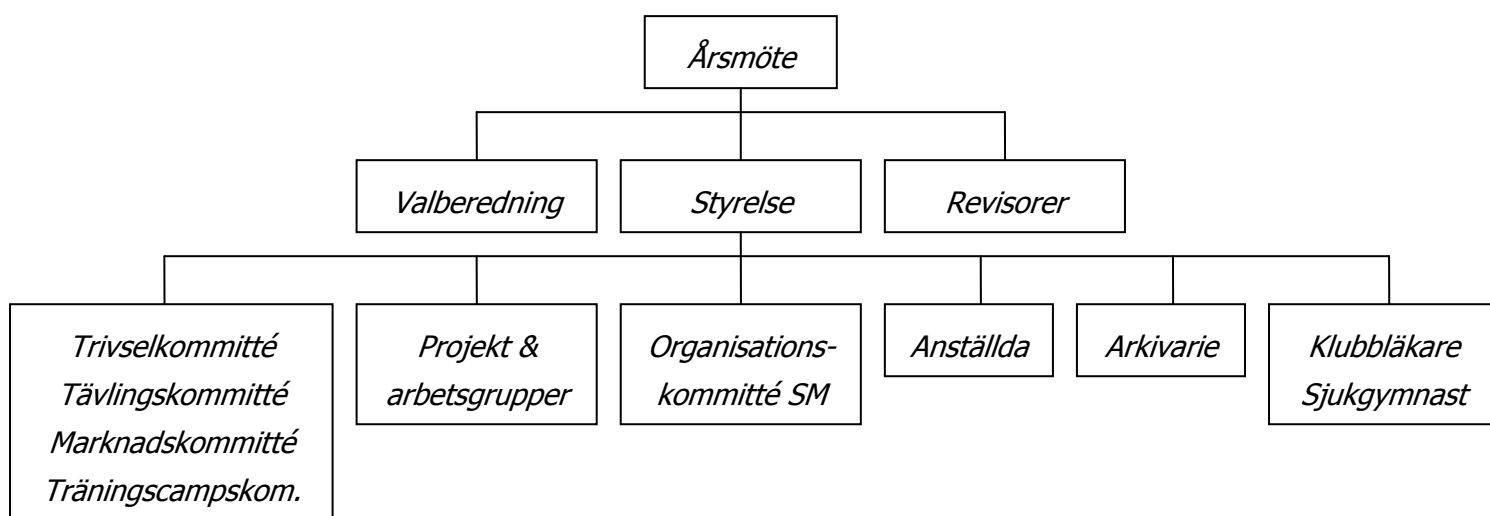 Årsmöte
Valberedning
Styrelse
Revisorer
Trivselkommitté
Tävlingskommitté
Marknadskommitté
Träningscampskom.
Projekt &
arbetsgrupper
Organisations-
kommitté SM
Anställda
Arkivarie
Klubbläkare
Sjukgymnast